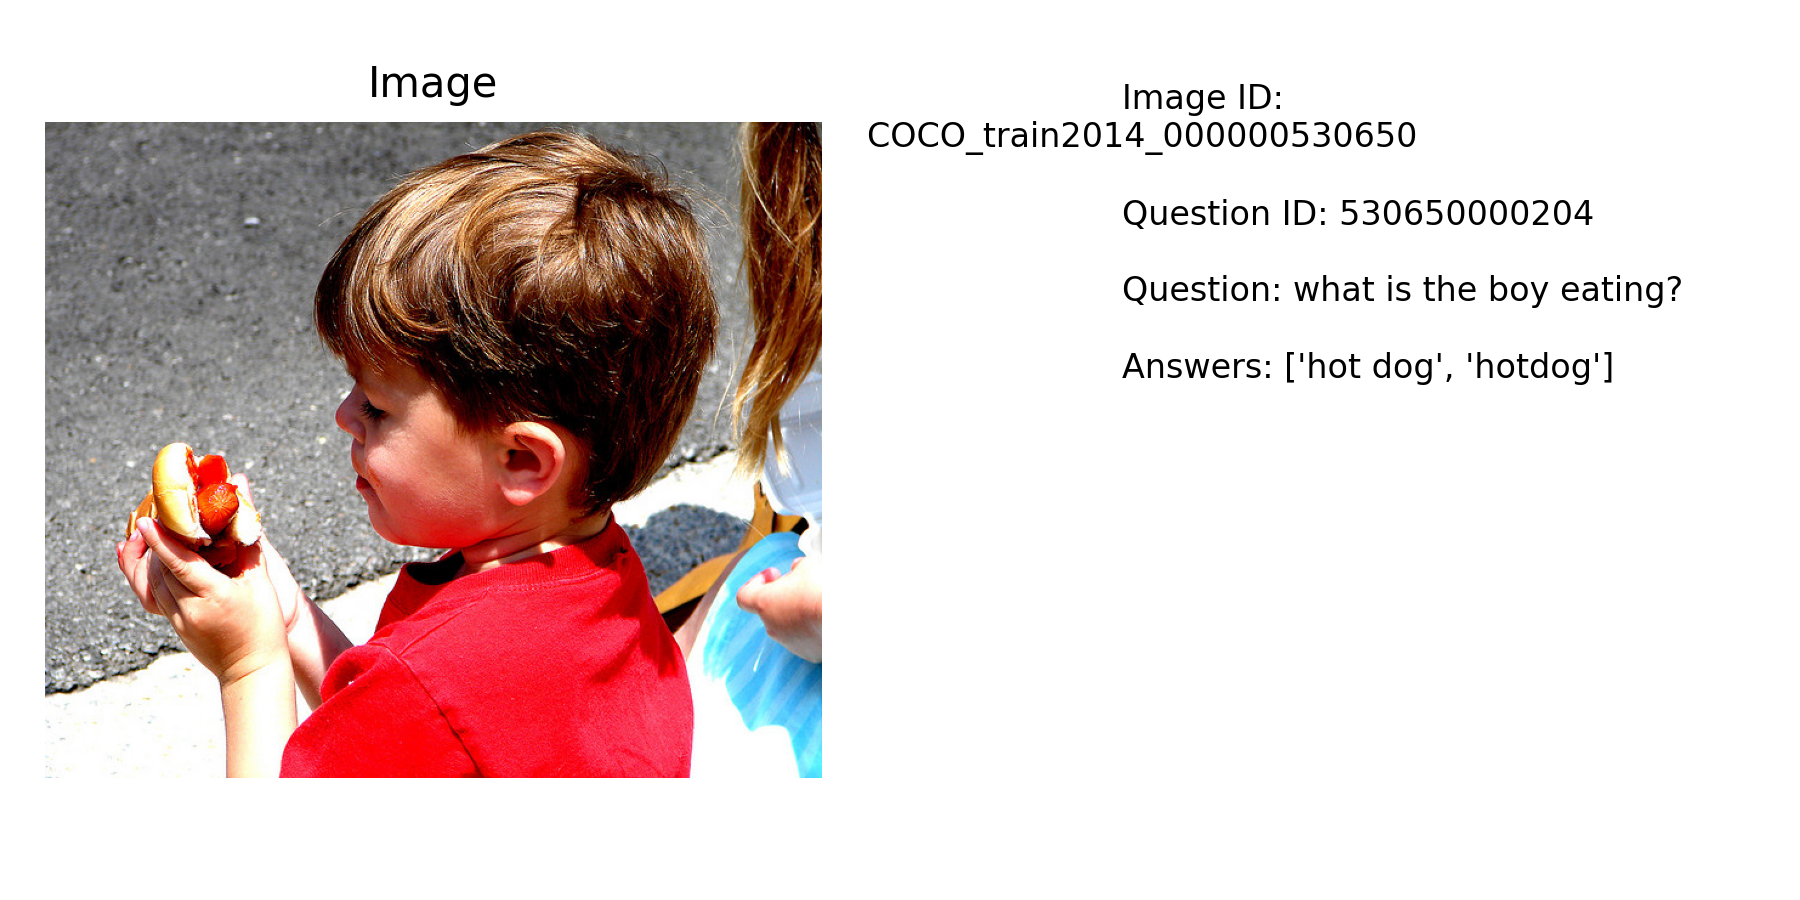 Image
Image ID:
COCO_train2014_000000530650
Question ID: 530650000204
Question: what is the boy eating?
Answers: ['hot dog', 'hotdog']